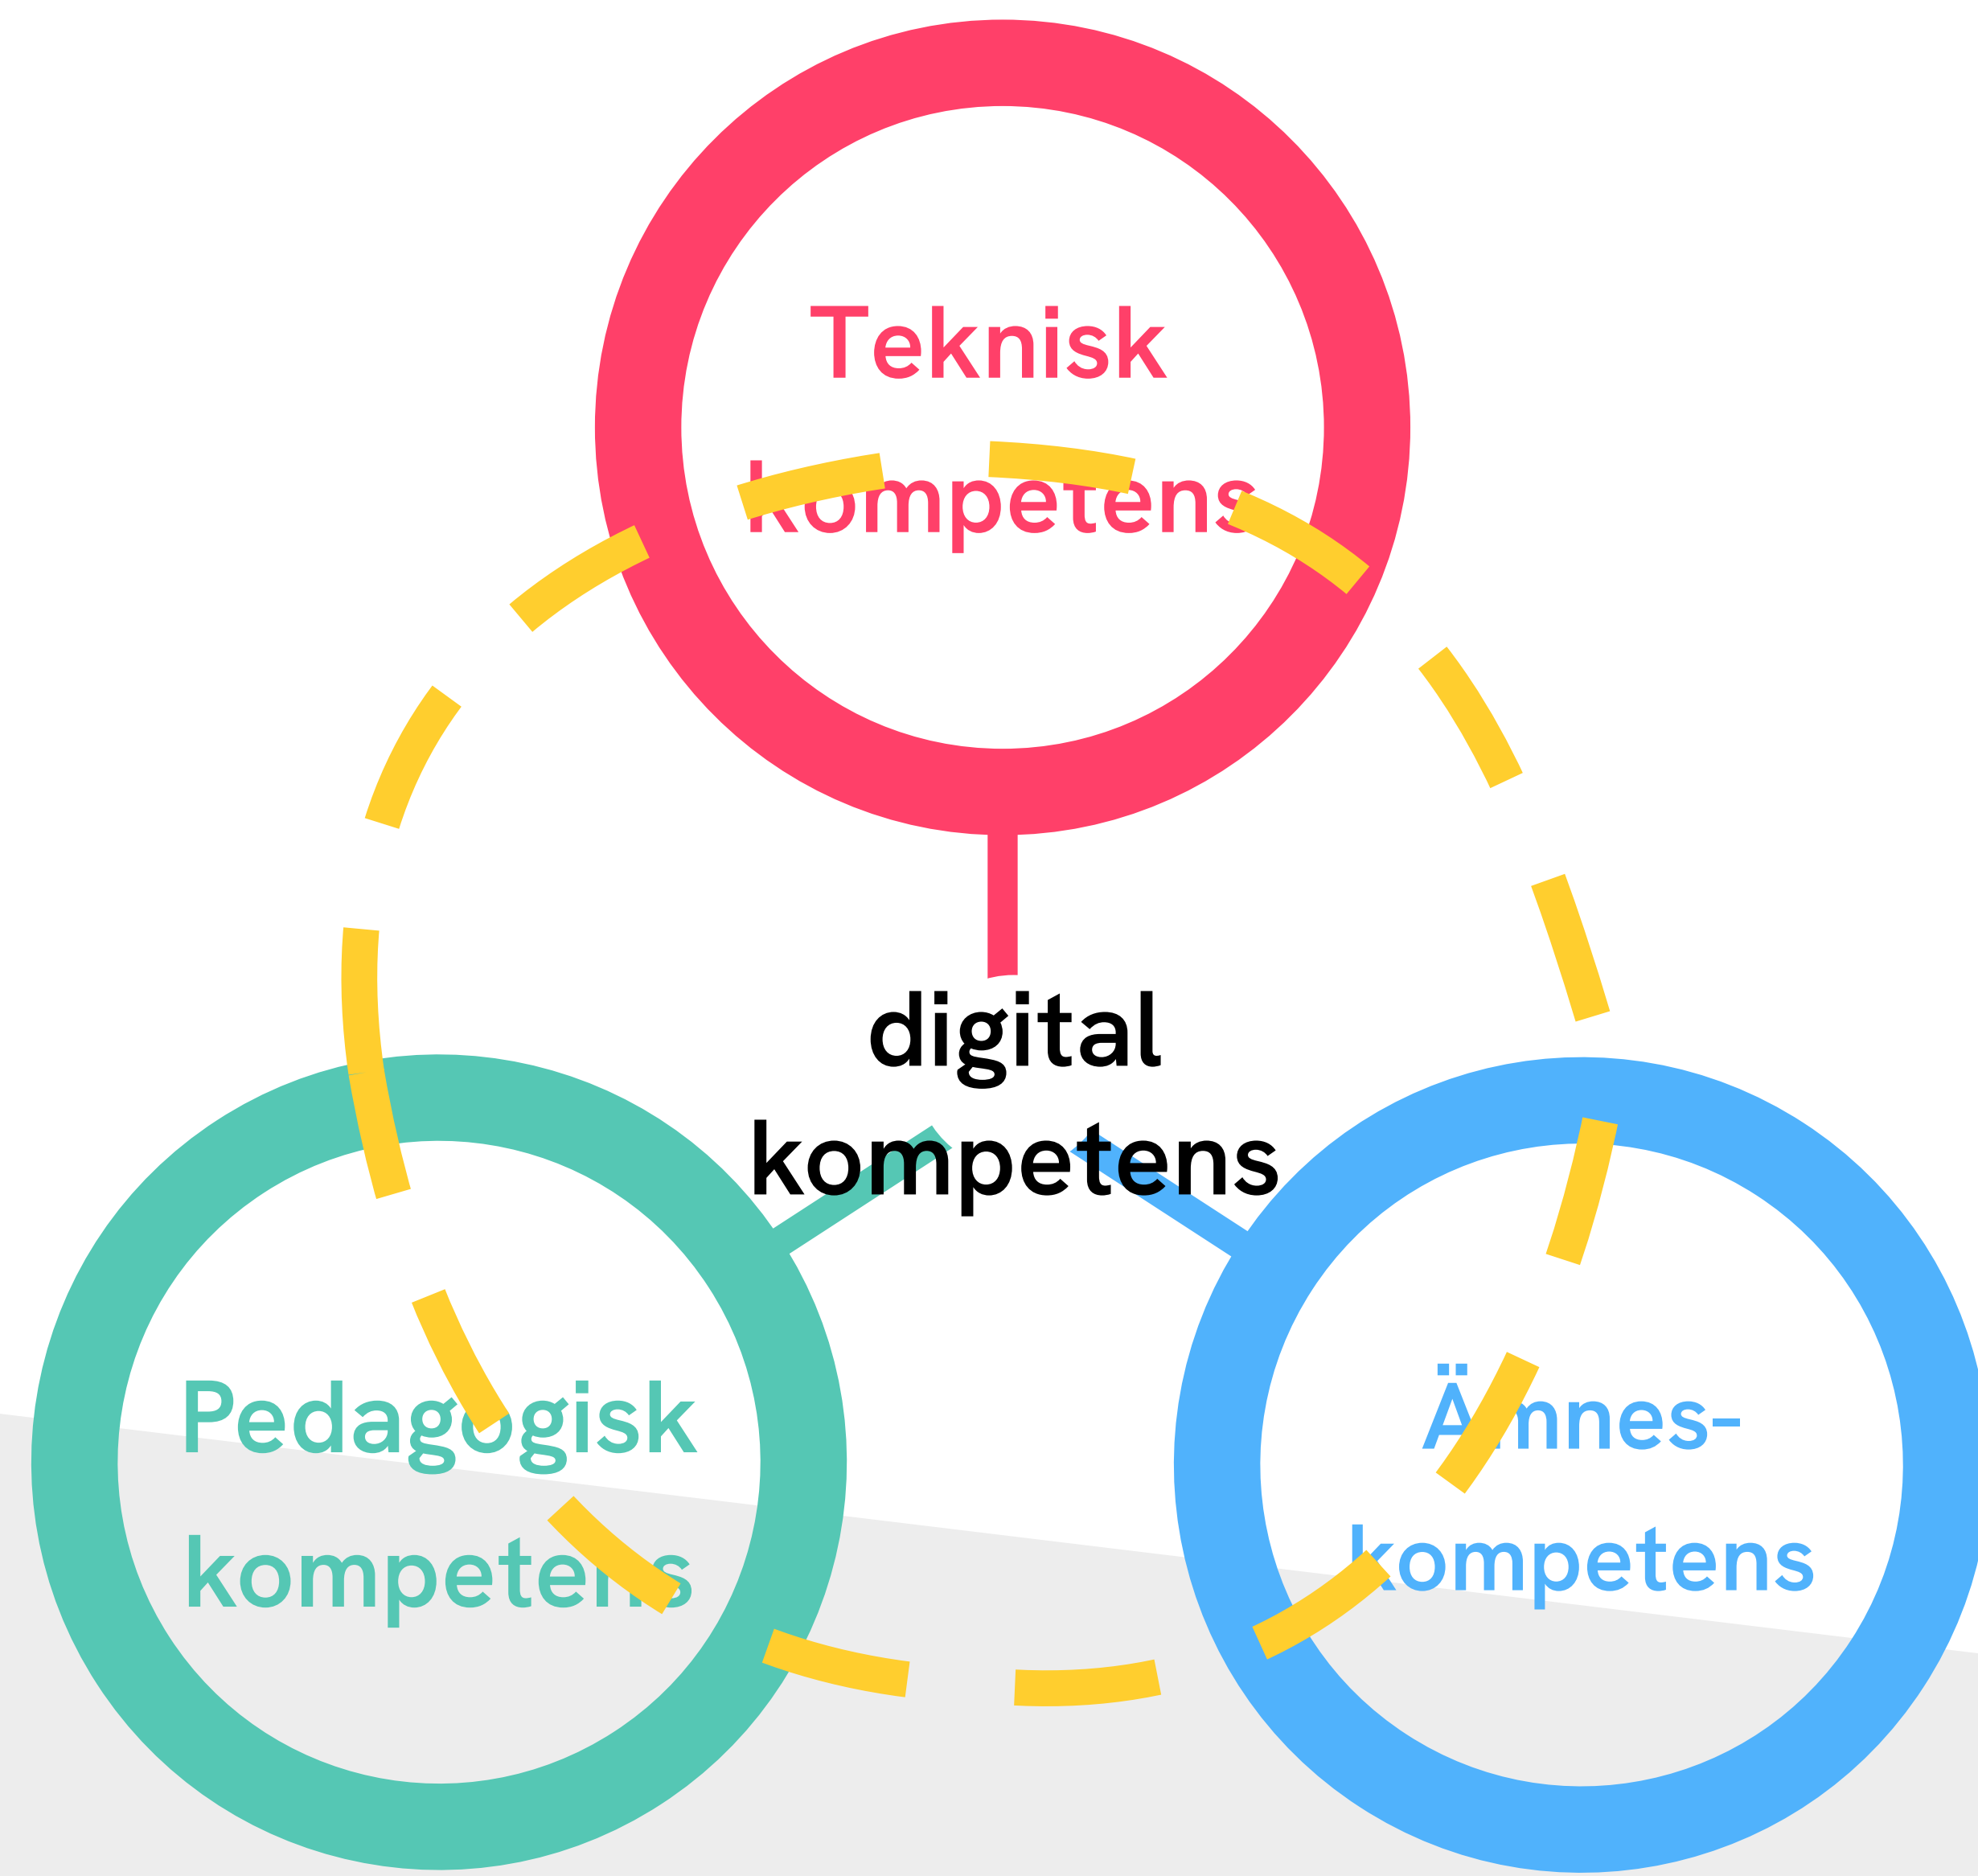 Teknisk
kompetens
digital
kompetens
Pedagogisk
kompetens
Ämnes-
kompetens